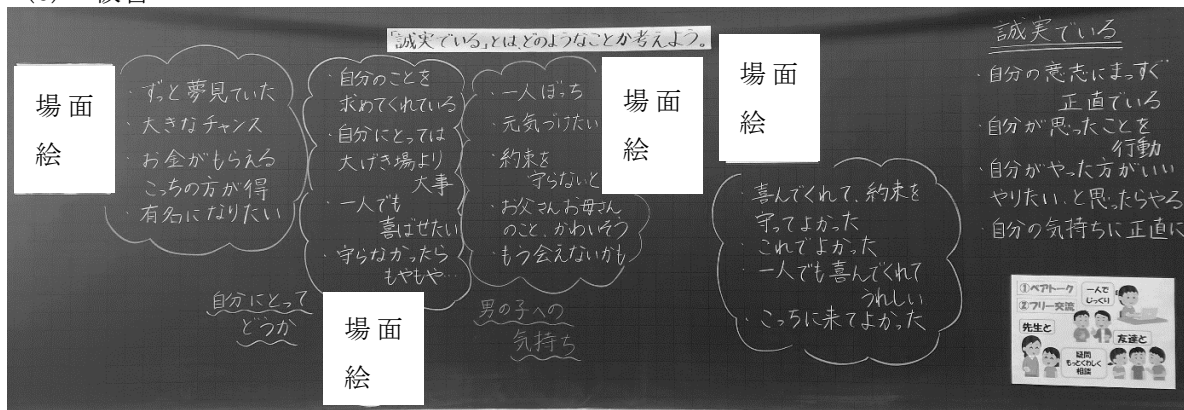 「誠実でいる」とは、どのようなことか考えよう。
場面
絵
・ずっと夢見ていた
・大きなチャンス
・お金がもらえる
こっちの方が得
・有名になりたい
・自分のことを
求めてくれている
・自分にとっては
大げき場より
大事
・一人でも
喜ばせたい
・守らなかったら
もやもや…
自分にとって
どうか
場面
絵
・一人ぼっち
・元気づけたい
・約束を
守らないと
・お父さんお母さん
のこと、かわいそう
・もう会えないかも
男の子への
気持ち
場面
絵
場面
絵
・喜んでくれて、約束を
守ってよかった
・これでよかった
・一人でも喜んでくれて
うれしい
・こっちに来てよかった
誠実でいる
・自分の意志にまっすぐ
正直でいる
・自分が思ったことを
行動
・自分がやった方がいい
やりたい、と思ったらやる
・自分の気持ちに正直に
①ペアトーク
②フリー交流
一人で
じっくり
先生と
友達と
疑問
もっとくわしく
相談